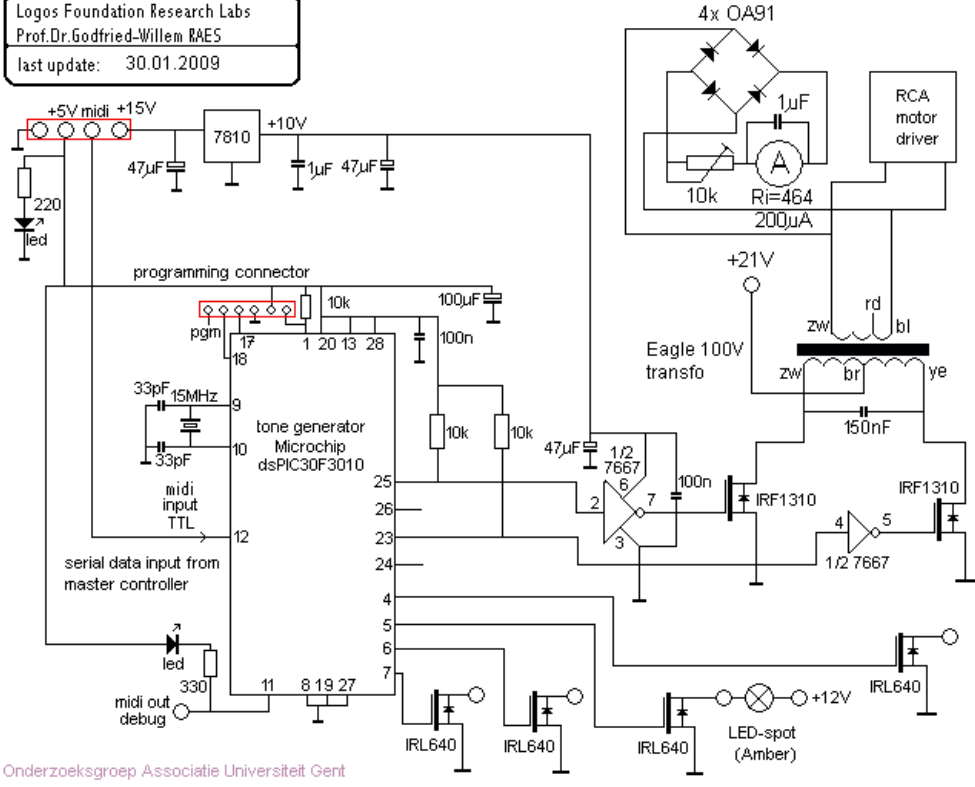 Logos Foundation Research Labs
Prof.Dr.Godfried-Willem RAES
last update: 30.01.2009
4x OA91
+5V midi +15V
7810
+10V
47µF
1µF
47µF
220
led
1µF
A
10k
Ri=464
200µA
RCA
motor
driver
programming connector
pgm
10k
100µF
100n
+21V
rd
zw
bl
Eagle 100V
transfo
zw
br
ye
150nF
17
1
20
13
28
18
33pF
15MHz
9
10
33pF
tone generator
Microchip
dsPIC30F3010
10k
10k
47µF
1/2
7667
6
100n
2
7
3
IRF1310
IRF1310
4
5
1/2 7667
midi
input
TTL
12
25
26
23
24
serial data input from
master controller
4
5
6
7
led
330
midi out
debug
11
8 19 27
IRL640
IRL640
IRL640
IRL640
+12V
LED-spot
(Amber)
Onderzoeksgroep Associatie Universiteit Gent